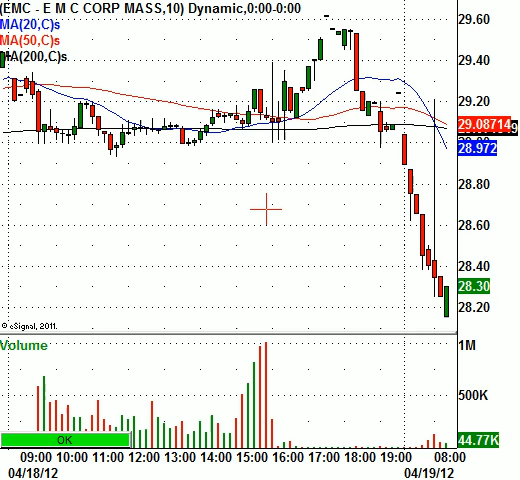 (EMC - E M C CORP MASS,10) Dynamic,0:00-0:00
MA(20,C)s
MA(50,C)s
MA(200,C)s
29.60
29.40
29.20
29.08714
28.972
28.80
28.60
28.40
28.30
28.20
© eSignal, 2011.
Volume
1M
500K
44.77K
OK
09:00 10:00 11:00 12:00 13:00 14:00 15:00 16:00 17:00 18:00 19:00 08:00
04/18/12 04/19/12